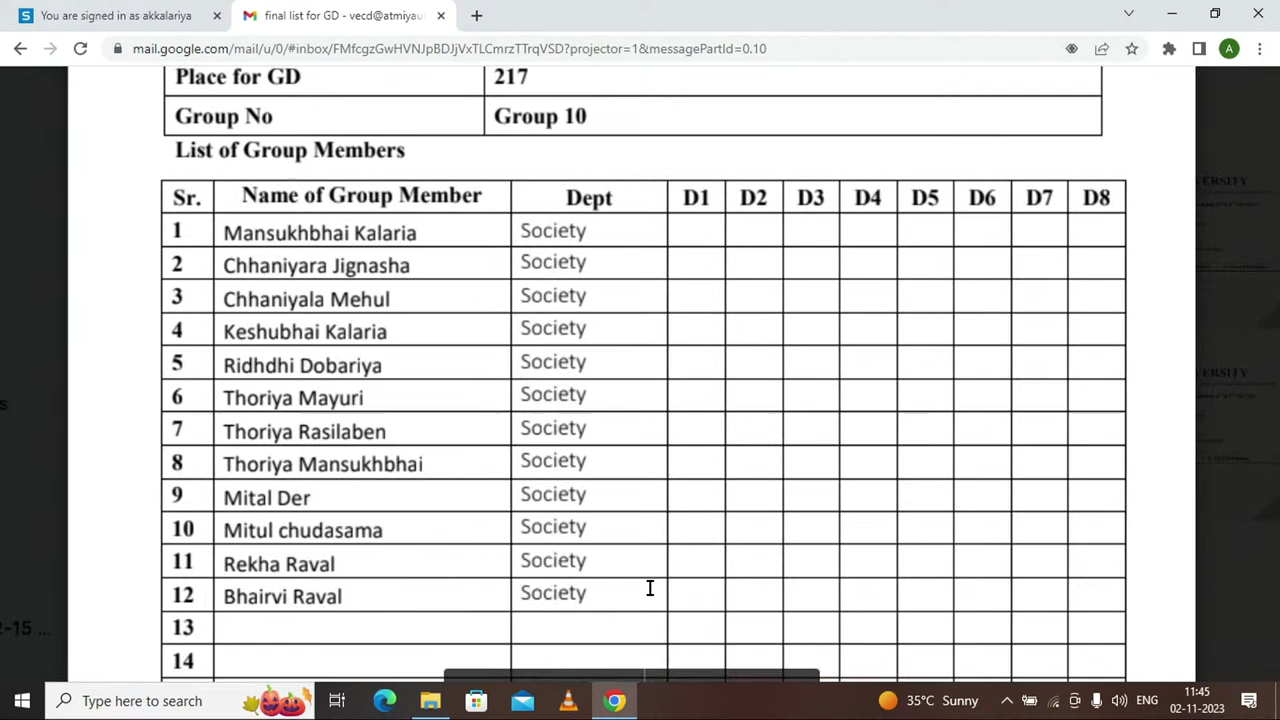 You are signed in as akkalariya
final list for GD - vecd@atmiyau
mail.google.com/mail/u/0/#inbox/FMfcgzGwHVNJpBDJjVxTLCmrzTTrqVSD?projector=1&messagePartId=0.10
A
Place for GD 217
Group No Group 10
List of Group Members
Sr. Name of Group Member Dept D1 D2 D3 D4 D5 D6 D7 D8
1 Mansukhbhai Kalaria Society
2 Chhaniyara Jignasha Society
3 Chhaniyala Mehul Society
4 Keshubhai Kalaria Society
5 Ridhdhi Dobariya Society
6 Thoriya Mayuri Society
7 Thoriya Rasilaben Society
8 Thoriya Mansukhbhai Society
9 Mital Der Society
10 Mitul chudasama Society
11 Rekha Raval Society
12 Bhairvi Raval Society
13
14
2-15 ...
VERSITY
VERSITY
Type here to search
35°C Sunny
ENG
11:45
02-11-2023